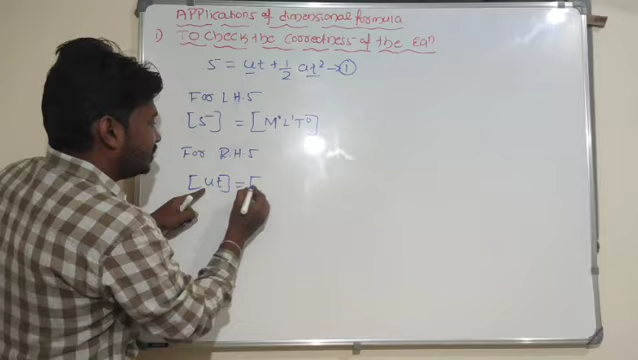 Applications of dimensional formula
1) To check the correctness of the Eqn
S = ut + 1/2 at² → ①
For L.H.S
[S] = [M⁰L¹T⁰]
For R.H.S
[ut] = [